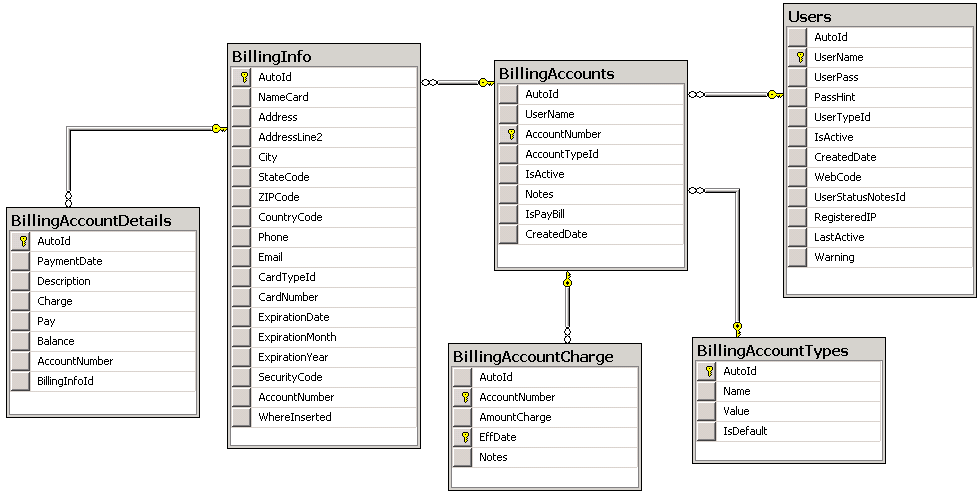 BillingInfo
AutoId
NameCard
Address
AddressLine2
City
StateCode
ZIPCode
CountryCode
Phone
Email
CardTypeId
CardNumber
ExpirationDate
ExpirationMonth
ExpirationYear
SecurityCode
AccountNumber
WhereInserted
BillingAccountDetails
AutoId
PaymentDate
Description
Charge
Pay
Balance
AccountNumber
BillingInfoId
BillingAccounts
AutoId
UserName
AccountNumber
AccountTypeId
IsActive
Notes
IsPayBill
CreatedDate
Users
AutoId
UserName
UserPass
PassHint
UserTypeId
IsActive
CreatedDate
WebCode
UserStatusNotesId
RegisteredIP
LastActive
Warning
BillingAccountCharge
AutoId
AccountNumber
AmountCharge
EffDate
Notes
BillingAccountTypes
AutoId
Name
Value
IsDefault